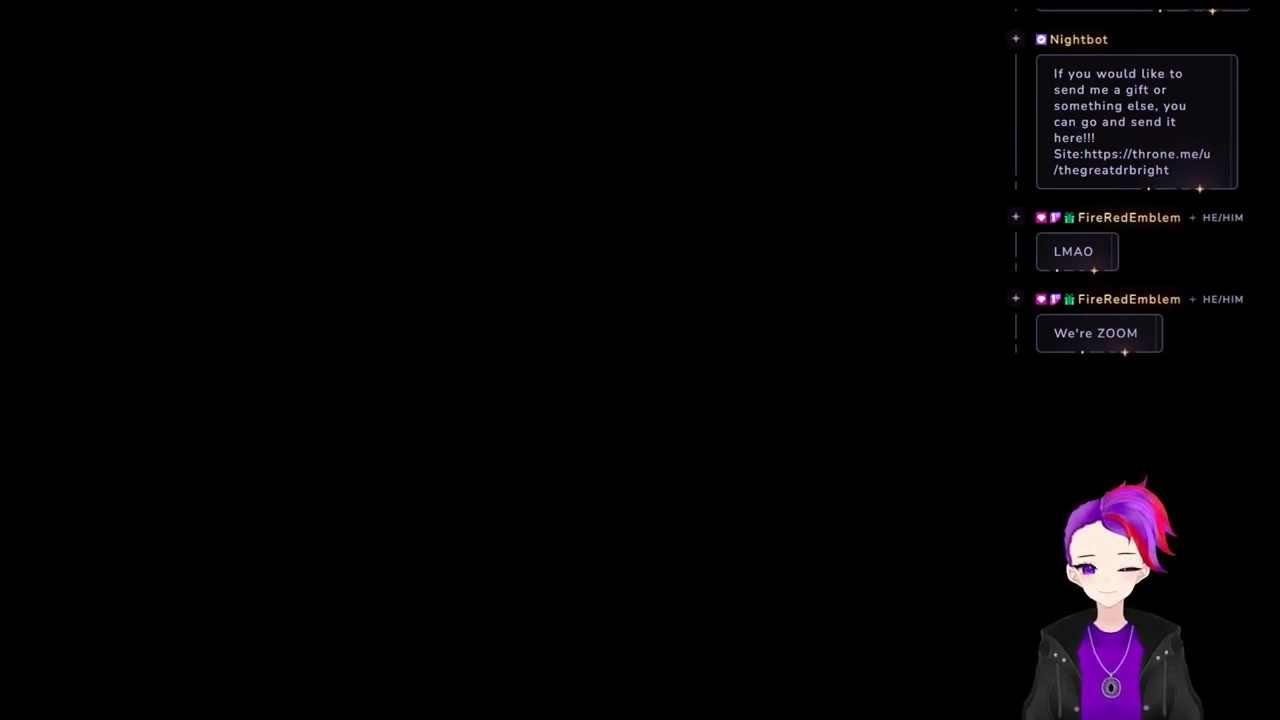 Nightbot
If you would like to
send me a gift or
something else, you
can go and send it
here!!!
Site:https://throne.me/u
/thegreatdrbright
FireRedEmblem HE/HIM
LMAO
FireRedEmblem HE/HIM
We're ZOOM